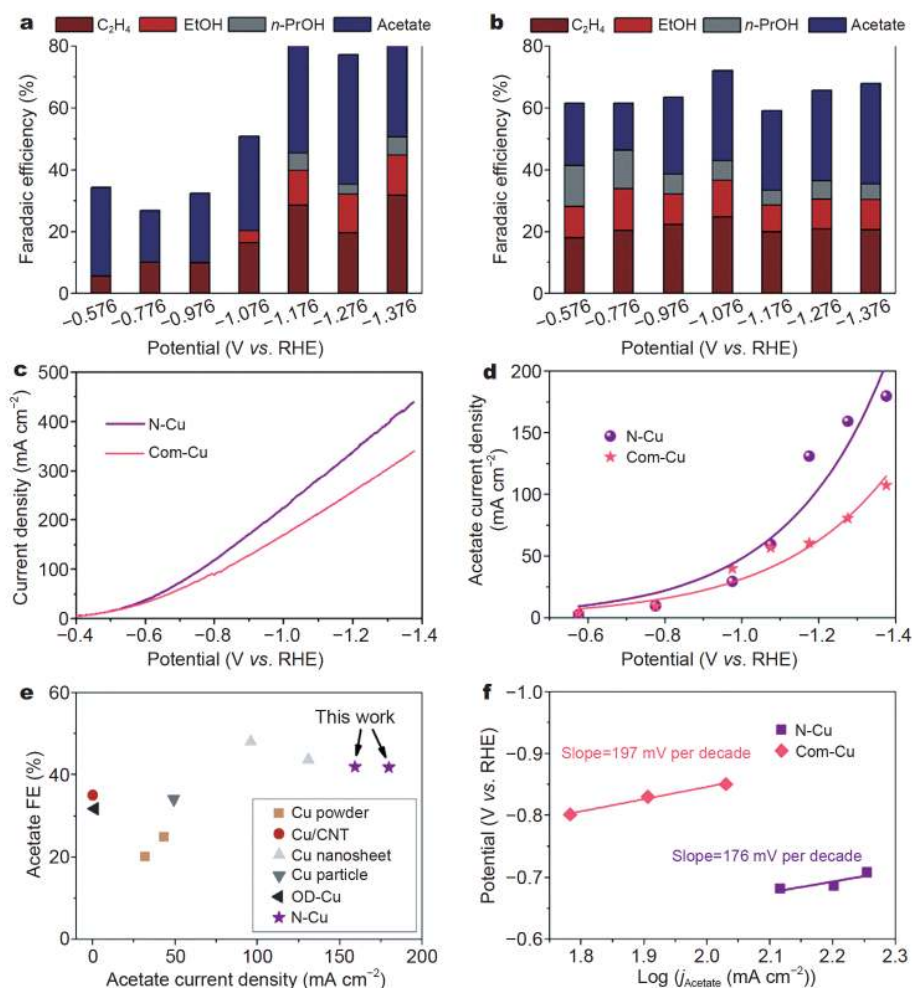 a
C₂H₄ EtOH n-PrOH Acetate
80
60
40
20
0
Faradaic efficiency (%)
−0.576 −0.776 −0.976 −1.076 −1.176 −1.276 −1.376
Potential (V vs. RHE)
b
C₂H₄ EtOH n-PrOH Acetate
80
60
40
20
0
Faradaic efficiency (%)
−0.576 −0.776 −0.976 −1.076 −1.176 −1.276 −1.376
Potential (V vs. RHE)
c
500
400
300
200
100
0
Current density (mA cm⁻²)
N-Cu
Com-Cu
−0.4 −0.6 −0.8 −1.0 −1.2 −1.4
Potential (V vs. RHE)
d
200
150
100
50
0
Acetate current density
(mA cm⁻²)
N-Cu
Com-Cu
−0.6 −0.8 −1.0 −1.2 −1.4
Potential (V vs. RHE)
e
60
40
20
0
Acetate FE (%)
This work
Cu powder
Cu/CNT
Cu nanosheet
Cu particle
OD-Cu
N-Cu
0 50 100 150 200
Acetate current density (mA cm⁻²)
f
−1.0
−0.9
−0.8
−0.7
−0.6
Potential (V vs. RHE)
N-Cu
Com-Cu
Slope=197 mV per decade
Slope=176 mV per decade
1.8 1.9 2.0 2.1 2.2 2.3
Log (jAcetate (mA cm⁻²))